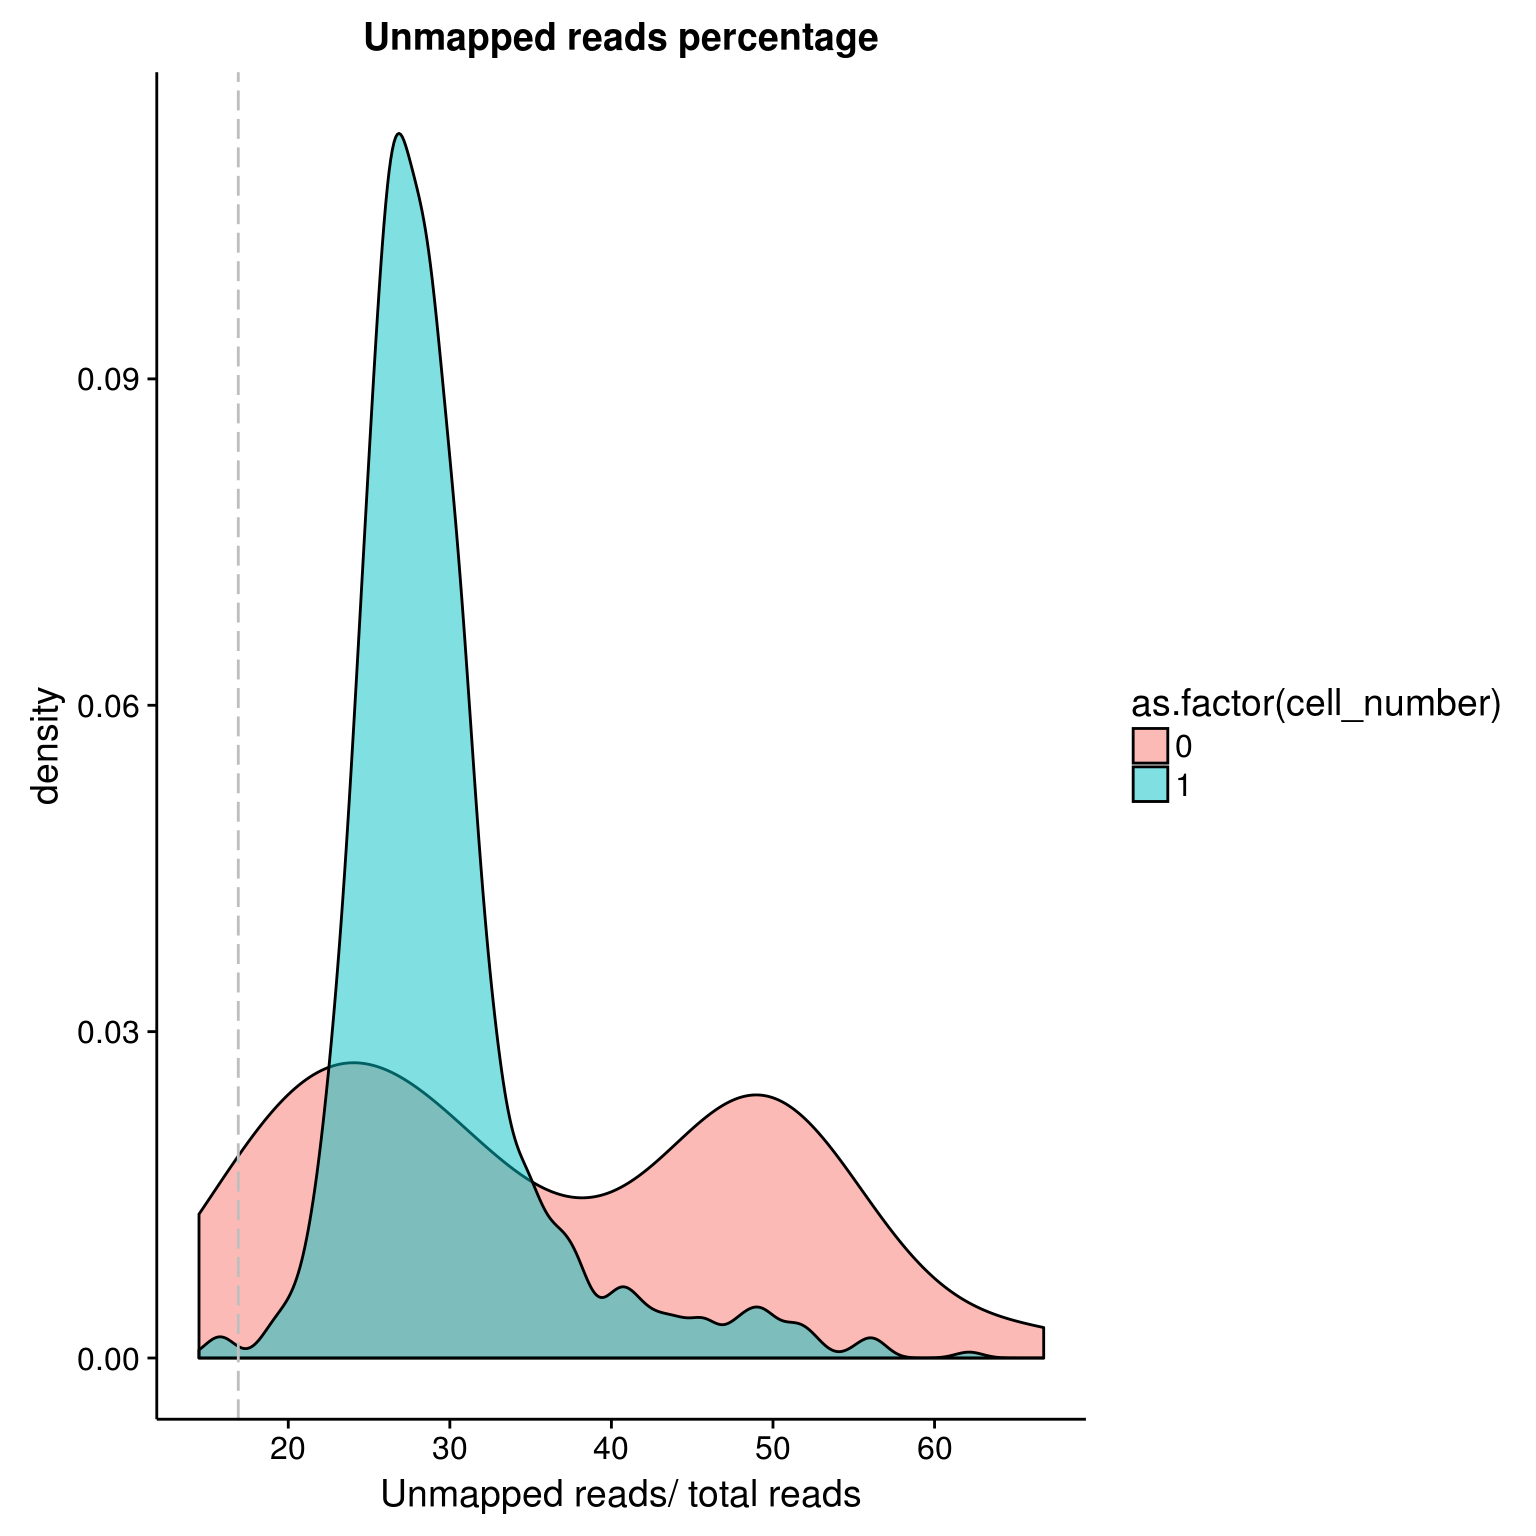 Unmapped reads percentage
0.09
0.06
0.03
0.00
density
20 30 40 50 60
Unmapped reads/ total reads
as.factor(cell_number)
0
1